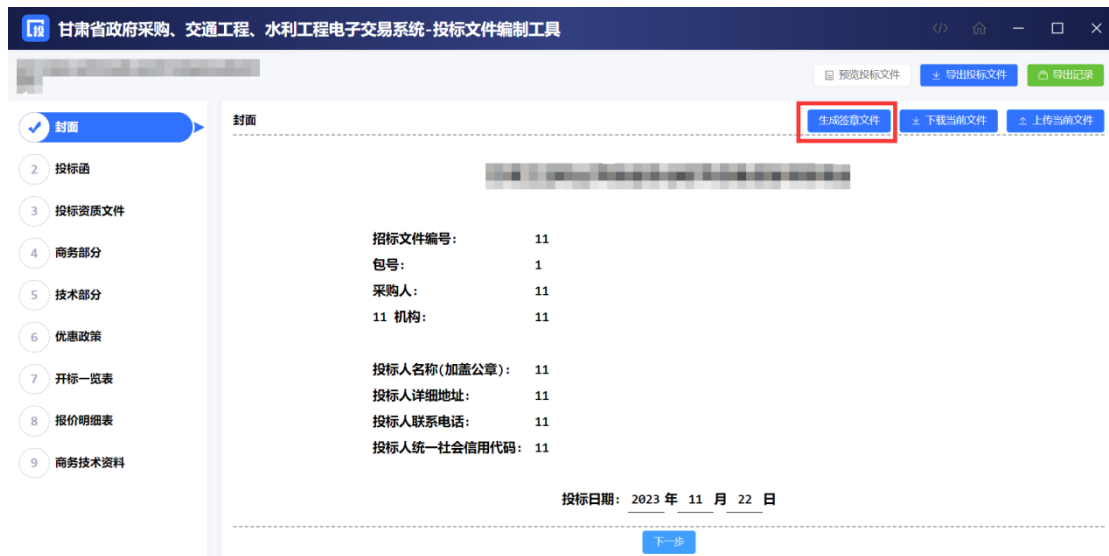 投 甘肃省政府采购、交通工程、水利工程电子交易系统-投标文件编制工具
预览投标文件 导出投标文件 导出记录
封面
2 投标函
3 投标资质文件
4 商务部分
5 技术部分
6 优惠政策
7 开标一览表
8 报价明细表
9 商务技术资料
封面 生成签章文件 下载当前文件 上传当前文件
招标文件编号： 11
包号： 1
采购人： 11
11 机构： 11
投标人名称(加盖公章)： 11
投标人详细地址： 11
投标人联系电话： 11
投标人统一社会信用代码： 11
投标日期： 2023 年 11 月 22 日
下一步